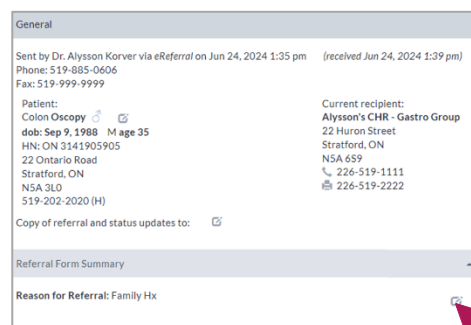 General
Sent by Dr. Alysson Korver via eReferral on Jun 24, 2024 1:35 pm (received Jun 24, 2024 1:39 pm)
Phone: 519-885-0606
Fax: 519-999-9999
Patient:
Colon Oscopy
dob: Sep 9, 1988 M age 35
HN: ON 3141905905
22 Ontario Road
Stratford, ON
N5A 3L0
519-202-2020 (H)
Current recipient:
Alysson's CHR - Gastro Group
22 Huron Street
Stratford, ON
N5A 6S9
226-519-1111
226-519-2222
Copy of referral and status updates to:
Referral Form Summary
Reason for Referral: Family Hx